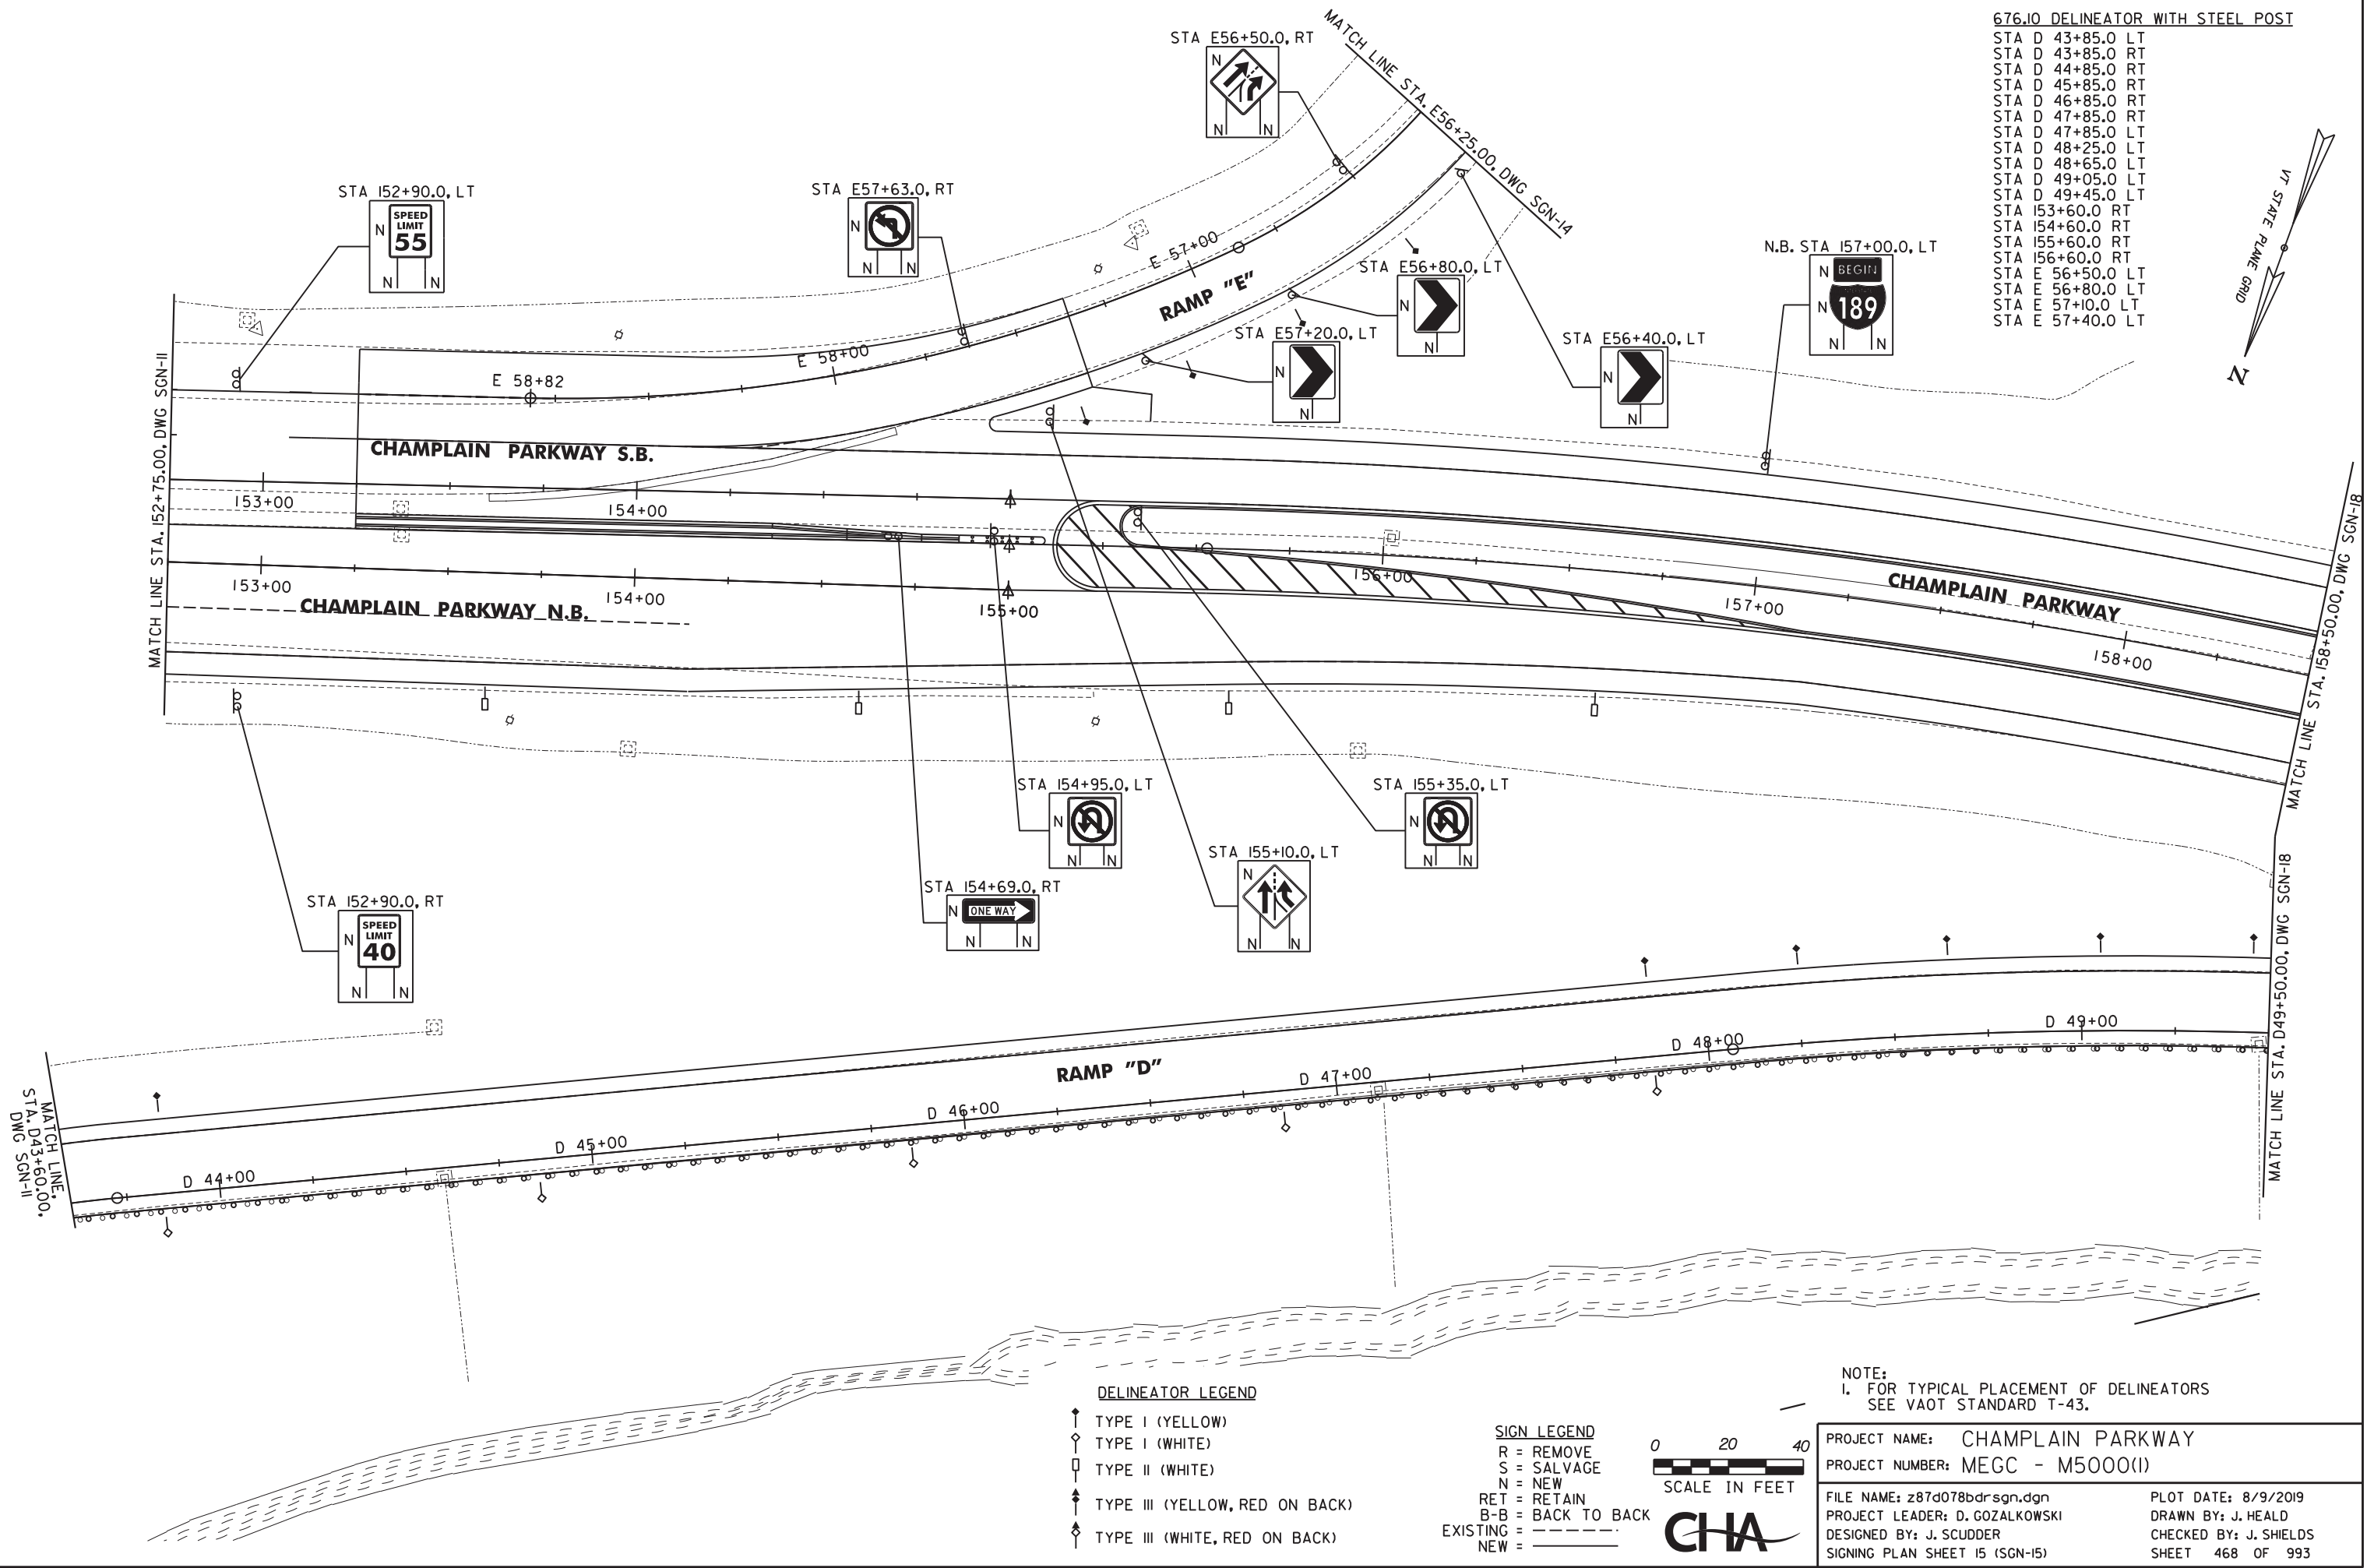 676.10 DELINEATOR WITH STEEL POST
STA D 43+85.0 LT
STA D 43+85.0 RT
STA D 44+85.0 RT
STA D 45+85.0 RT
STA D 46+85.0 RT
STA D 47+85.0 RT
STA D 47+85.0 LT
STA D 48+25.0 LT
STA D 48+65.0 LT
STA D 49+05.0 LT
STA D 49+45.0 LT
STA 153+60.0 RT
STA 154+60.0 RT
STA 155+60.0 RT
STA 156+60.0 RT
STA E 56+50.0 LT
STA E 56+80.0 LT
STA E 57+10.0 LT
STA E 57+40.0 LT
VT STATE PLANE GRID
N
MATCH LINE STA. E56+25.00, DWG SGN-14
STA E56+50.0, RT
N
N N
STA 152+90.0, LT
N
SPEED
LIMIT
55
N N
STA E57+63.0, RT
N
N N
N.B. STA 157+00.0, LT
N BEGIN
N 189
N N
STA E56+80.0, LT
N
N
STA E57+20.0, LT
N
N
STA E56+40.0, LT
N
N
E 57+00
RAMP "E"
E 58+00
E 58+82
MATCH LINE STA. 152+75.00, DWG SGN-11
CHAMPLAIN PARKWAY S.B.
153+00
154+00
153+00
154+00
155+00
156+00
157+00
158+00
CHAMPLAIN PARKWAY
CHAMPLAIN PARKWAY N.B.
MATCH LINE STA. 158+50.00, DWG SGN-18
STA 154+95.0, LT
N
N N
STA 155+35.0, LT
N
N N
STA 155+10.0, LT
N
N N
STA 154+69.0, RT
N ONE WAY
N N
STA 152+90.0, RT
N
SPEED
LIMIT
40
N N
MATCH LINE STA. D49+50.00, DWG SGN-18
MATCH LINE.
STA. D43+60.00,
DWG SGN-11
D 44+00
D 45+00
D 46+00
D 47+00
D 48+00
D 49+00
RAMP "D"
DELINEATOR LEGEND
TYPE I (YELLOW)
TYPE I (WHITE)
TYPE II (WHITE)
TYPE III (YELLOW, RED ON BACK)
TYPE III (WHITE, RED ON BACK)
SIGN LEGEND
R = REMOVE
S = SALVAGE
N = NEW
RET = RETAIN
B-B = BACK TO BACK
EXISTING =
NEW =
0 20 40
SCALE IN FEET
CHA
NOTE:
1. FOR TYPICAL PLACEMENT OF DELINEATORS
SEE VAOT STANDARD T-43.
PROJECT NAME: CHAMPLAIN PARKWAY
PROJECT NUMBER: MEGC - M5000(1)
FILE NAME: z87d078bdrsgn.dgn
PLOT DATE: 8/9/2019
PROJECT LEADER: D. GOZALKOWSKI
DRAWN BY: J. HEALD
DESIGNED BY: J. SCUDDER
CHECKED BY: J. SHIELDS
SIGNING PLAN SHEET 15 (SGN-15)
SHEET 468 OF 993